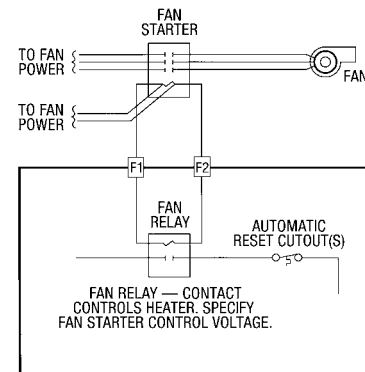 FAN
STARTER
TO FAN
POWER
FAN
TO FAN
POWER
F1
F2
FAN
RELAY
AUTOMATIC
RESET CUTOUT(S)
FAN RELAY — CONTACT
CONTROLS HEATER. SPECIFY
FAN STARTER CONTROL VOLTAGE.